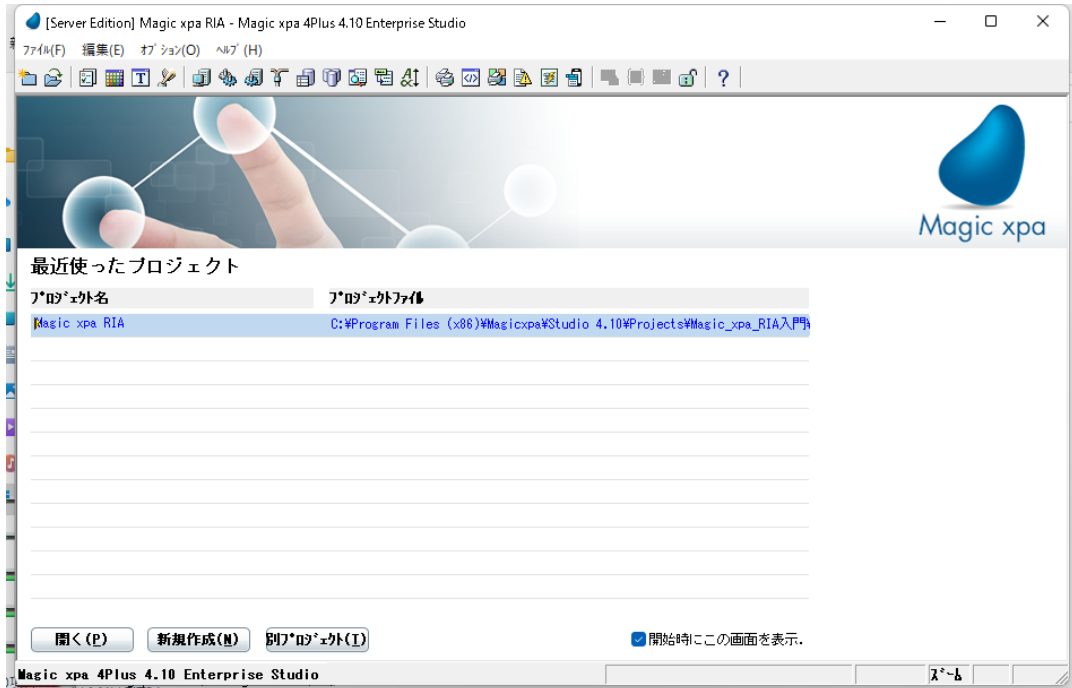 [Server Edition] Magic xpa RIA - Magic xpa 4Plus 4.10 Enterprise Studio
ﾌｧｲﾙ(F) 編集(E) ｵﾌﾟｼｮﾝ(O) ﾍﾙﾌﾟ(H)
Magic xpa
最近使ったプロジェクト
ﾌﾟﾛｼﾞｪｸﾄ名 ﾌﾟﾛｼﾞｪｸﾄﾌｧｲﾙ
Magic xpa RIA C:¥Program Files (x86)¥Magicxpa¥Studio 4.10¥Projects¥Magic_xpa_RIA入門¥
開く(P) 新規作成(N) 別ﾌﾟﾛｼﾞｪｸﾄ(I) 開始時にこの画面を表示.
Magic xpa 4Plus 4.10 Enterprise Studio ｽﾞｰﾑ